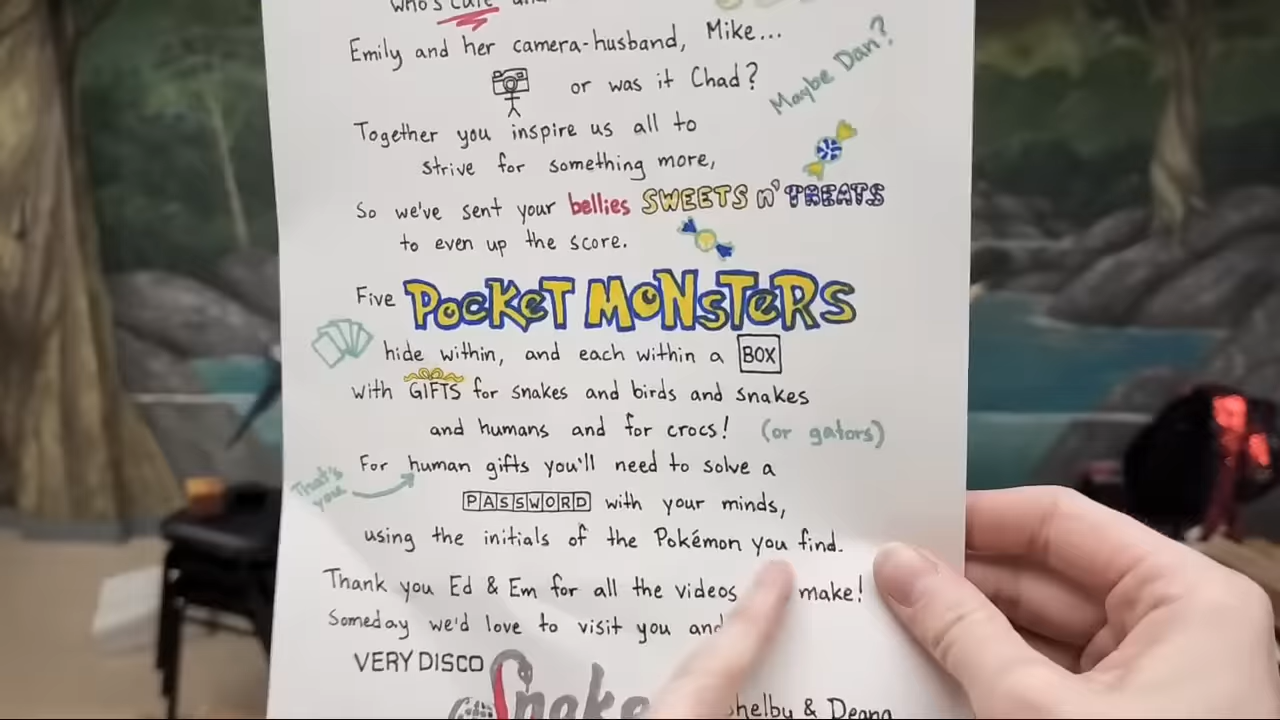 who's cute and
Emily and her camera-husband, Mike...
or was it Chad?
Maybe Dan?
Together you inspire us all to
strive for something more,
So we've sent your bellies SWEETS N' TREATS
to even up the score.
Five POCKET MONSTERS
hide within, and each within a BOX
with GIFTS for snakes and birds and snakes
and humans and for crocs! (or gators)
For human gifts you'll need to solve a
That's you
PASSWORD with your minds,
using the initials of the Pokémon you find.
Thank you Ed & Em for all the videos make!
Someday we'd love to visit you and
VERY DISCO Snake
Shelby & Deana